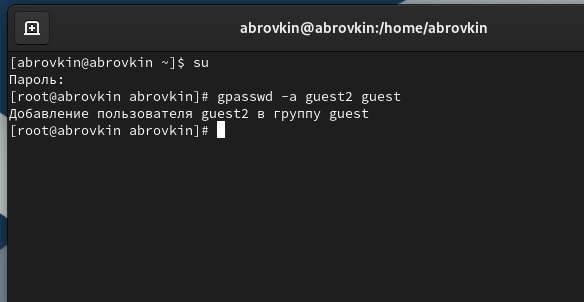 abrovkin@abrovkin:/home/abrovkin
[abrovkin@abrovkin ~]$ su
Пароль:
[root@abrovkin abrovkin]# gpasswd -a guest2 guest
Добавление пользователя guest2 в группу guest
[root@abrovkin abrovkin]#